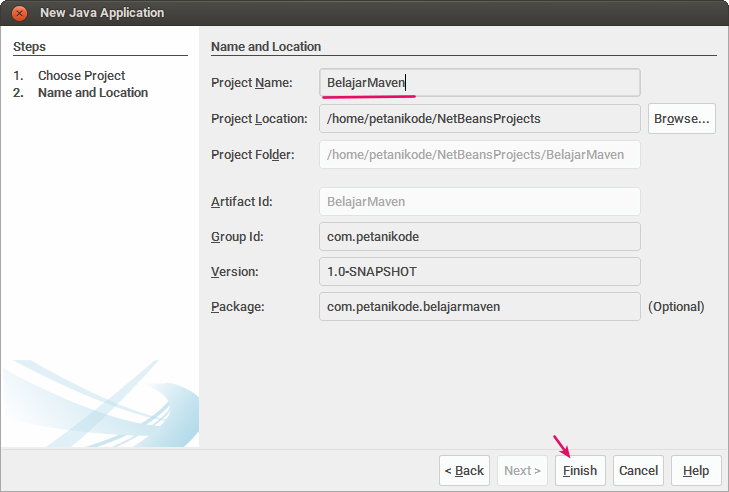 New Java Application
Steps
1. Choose Project
2. Name and Location
Name and Location
Project Name: BelajarMaven
Project Location: /home/petanikode/NetBeansProjects Browse...
Project Folder: /home/petanikode/NetBeansProjects/BelajarMaven
Artifact Id: BelajarMaven
Group Id: com.petanikode
Version: 1.0-SNAPSHOT
Package: com.petanikode.belajarmaven (Optional)
< Back Next > Finish Cancel Help